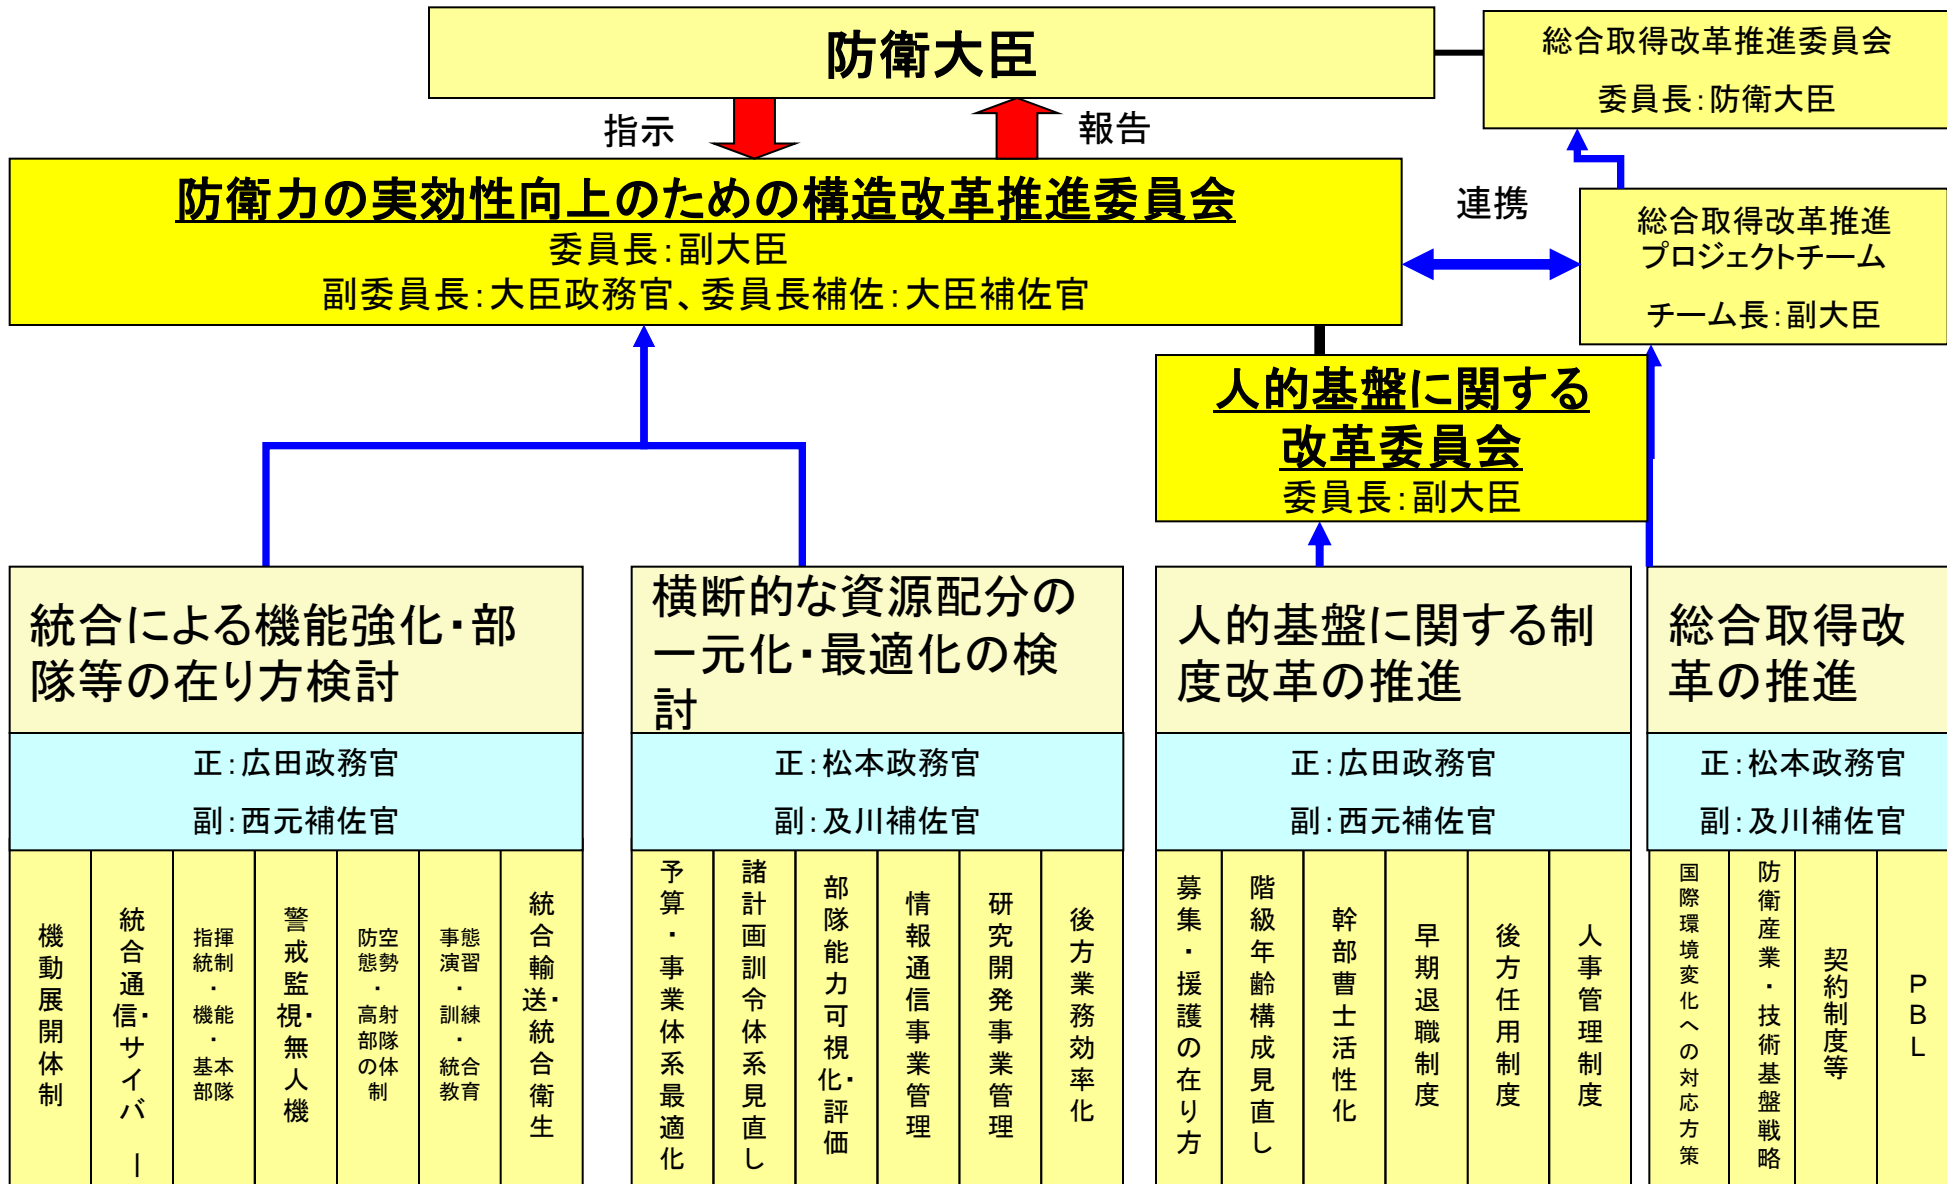 防衛大臣
総合取得改革推進委員会
委員長：防衛大臣
指示
報告
防衛力の実効性向上のための構造改革推進委員会
委員長：副大臣
副委員長：大臣政務官、委員長補佐：大臣補佐官
連携
総合取得改革推進
プロジェクトチーム
チーム長：副大臣
人的基盤に関する
改革委員会
委員長：副大臣
統合による機能強化・部
隊等の在り方検討
正：広田政務官
副：西元補佐官
機動展開体制
統合通信・サイバー
指揮
統制
・
機能
・
基本
部隊
警戒監視・無人機
防空
態勢
・
高射
部隊
の体
制
事態
演習
・
訓練
・
統合
教育
統合輸送・統合衛生
横断的な資源配分の
一元化・最適化の検
討
正：松本政務官
副：及川補佐官
予算・事業体系最適化
諸計画訓令体系見直し
部隊能力可視化・評価
情報通信事業管理
研究開発事業管理
後方業務効率化
人的基盤に関する制
度改革の推進
正：広田政務官
副：西元補佐官
募集・援護の在り方
階級年齢構成見直し
幹部曹士活性化
早期退職制度
後方任用制度
人事管理制度
総合取得改
革の推進
正：松本政務官
副：及川補佐官
国際環境変化への対応方策
防衛産業・技術基盤戦略
契約制度等
ＰＢＬ